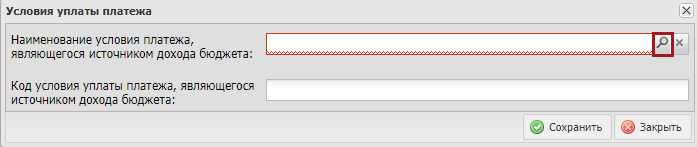 Условия уплаты платежа
Наименование условия платежа,
являющегося источником дохода бюджета:
Код условия уплаты платежа, являющегося
источником дохода бюджета:
Сохранить Закрыть